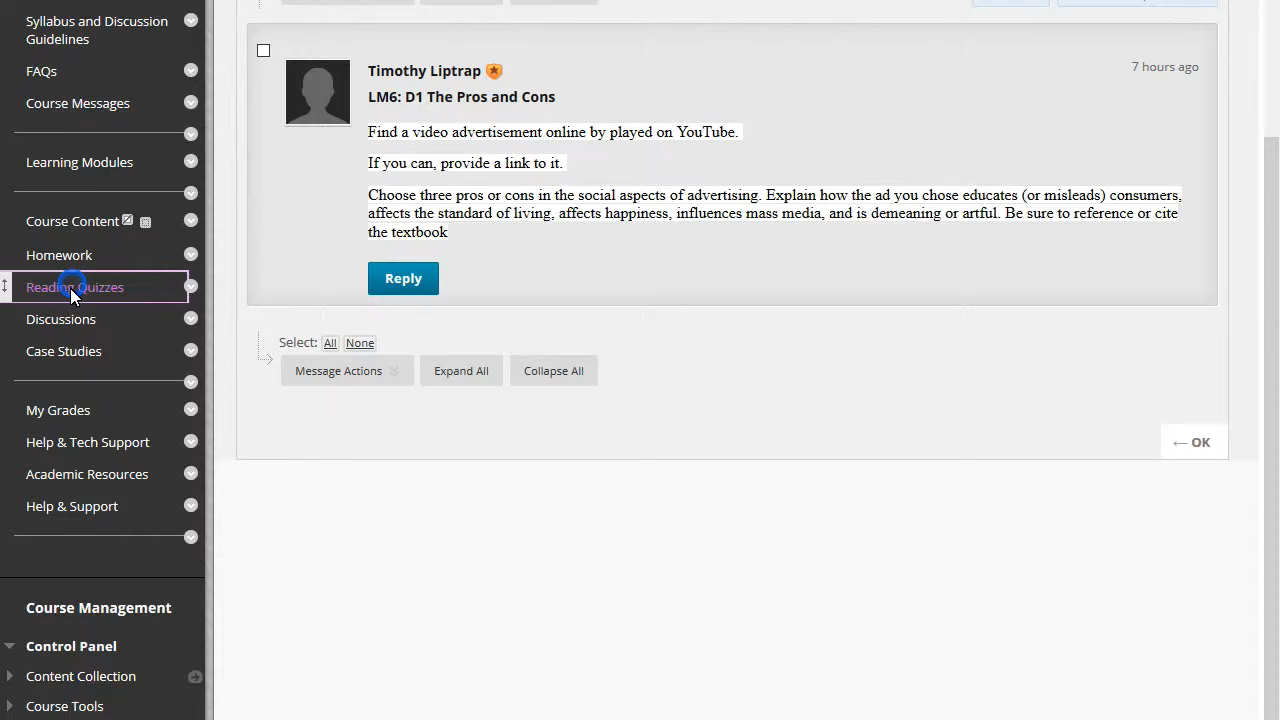 Syllabus and Discussion
Guidelines
FAQs
Course Messages
Learning Modules
Course Content
Homework
Reading Quizzes
Discussions
Case Studies
My Grades
Help & Tech Support
Academic Resources
Help & Support
Course Management
Control Panel
Content Collection
Course Tools
Timothy Liptrap
7 hours ago
LM6: D1 The Pros and Cons
Find a video advertisement online by played on YouTube.
If you can, provide a link to it.
Choose three pros or cons in the social aspects of advertising. Explain how the ad you chose educates (or misleads) consumers,
affects the standard of living, affects happiness, influences mass media, and is demeaning or artful. Be sure to reference or cite
the textbook
Reply
Select: All None
Message Actions Expand All Collapse All
← OK